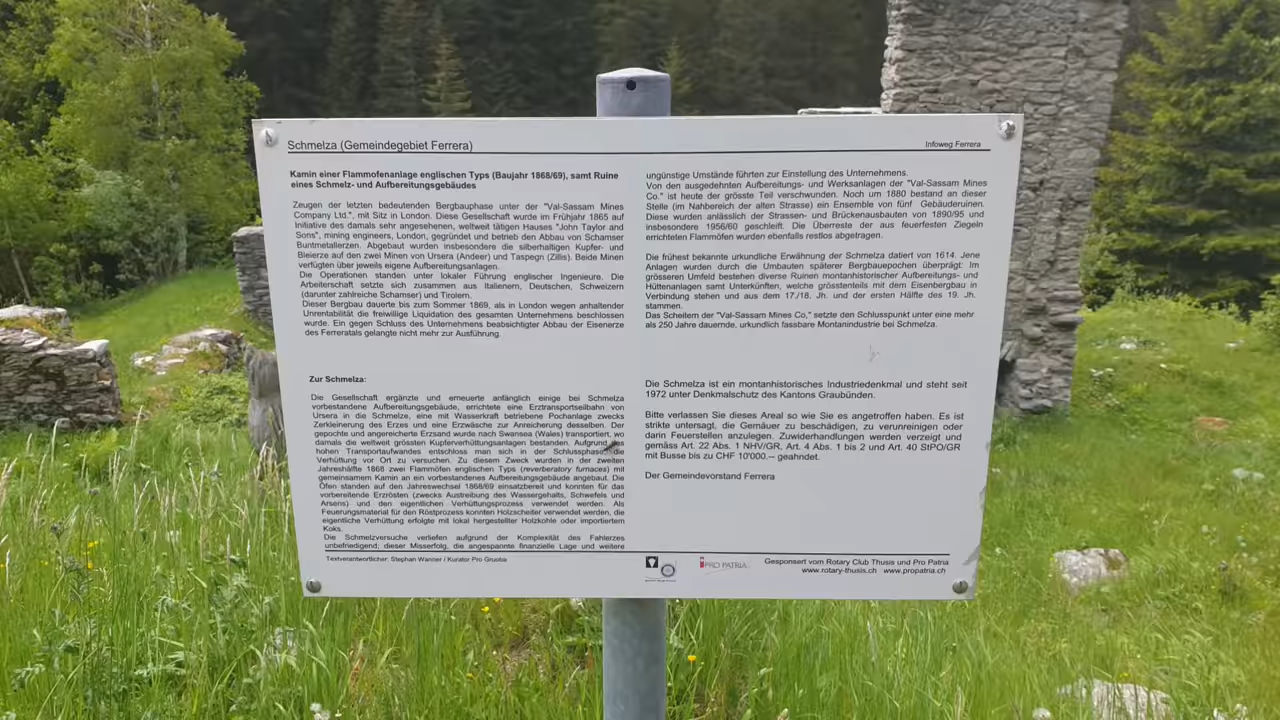 Schmelza (Gemeindegebiet Ferrera)
Infoweg Ferrera
Kamin einer Flammofenanlage englischen Typs (Baujahr 1868/69), samt Ruine
eines Schmelz- und Aufbereitungsgebäudes
Zeugen der letzten bedeutenden Bergbauphase unter der "Val-Sassam Mines
Company Ltd.", mit Sitz in London. Diese Gesellschaft wurde im Frühjahr 1865 auf
Initiative des damals sehr angesehenen, weltweit tätigen Hauses "John Taylor and
Sons", mining engineers, London, gegründet und betrieb den Abbau von Schamser
Buntmetallerzen. Abgebaut wurden insbesondere die silberhaltigen Kupfer- und
Bleierze auf den zwei Minen von Ursera (Andeer) und Taspegn (Zillis). Beide Minen
verfügten über jeweils eigene Aufbereitungsanlagen.
Die Operationen standen unter lokaler Führung englischer Ingenieure. Die
Arbeiterschaft setzte sich zusammen aus Italienern, Deutschen, Schweizern
(darunter zahlreiche Schamser) und Tirolern.
Dieser Bergbau dauerte bis zum Sommer 1869, als in London wegen anhaltender
Unrentabilität die freiwillige Liquidation des gesamten Unternehmens beschlossen
wurde. Ein gegen Schluss des Unternehmens beabsichtigter Abbau der Eisenerze
des Ferreratals gelangte nicht mehr zur Ausführung.
Zur Schmelza:
Die Gesellschaft ergänzte und erneuerte anfänglich einige bei Schmelza
vorbestandene Aufbereitungsgebäude, errichtete eine Erztransportseilbahn von
Ursera in die Schmelze, eine mit Wasserkraft betriebene Pochanlage zwecks
Zerkleinerung des Erzes und eine Erzwäsche zur Anreicherung desselben. Der
gepochte und angereicherte Erzsand wurde nach Swansea (Wales) transportiert, wo
damals die weltweit grössten Kupferverhüttungsanlagen bestanden. Aufgrund des
hohen Transportaufwandes entschloss man sich in der Schlussphase, die
Verhüttung vor Ort zu versuchen. Zu diesem Zweck wurden in der zweiten
Jahreshälfte 1868 zwei Flammöfen englischen Typs (reverberatory furnaces) mit
gemeinsamem Kamin an ein vorbestandenes Aufbereitungsgebäude angebaut. Die
Öfen standen auf den Jahreswechsel 1868/69 einsatzbereit und konnten für das
vorbereitende Erzrösten (zwecks Austreibung des Wassergehalts, Schwefels und
Arsens) und den eigentlichen Verhüttungsprozess verwendet werden. Als
Feuerungsmaterial für den Röstprozess konnten Holzscheiter verwendet werden, die
eigentliche Verhüttung erfolgte mit lokal hergestellter Holzkohle oder importiertem
Koks.
Die Schmelzversuche verliefen aufgrund der Komplexität des Fahlerzes
unbefriedigend; dieser Misserfolg, die angespannte finanzielle Lage und weitere
ungünstige Umstände führten zur Einstellung des Unternehmens.
Von den ausgedehnten Aufbereitungs- und Werksanlagen der "Val-Sassam Mines
Co." ist heute der grösste Teil verschwunden. Noch um 1880 bestand an dieser
Stelle (im Nahbereich der alten Strasse) ein Ensemble von fünf Gebäuderuinen.
Diese wurden anlässlich der Strassen- und Brückenausbauten von 1890/95 und
insbesondere 1956/60 geschleift. Die Überreste der aus feuerfesten Ziegeln
errichteten Flammöfen wurden ebenfalls restlos abgetragen.
Die frühest bekannte urkundliche Erwähnung der Schmelza datiert von 1614. Jene
Anlagen wurden durch die Umbauten späterer Bergbauepochen überprägt: Im
grösseren Umfeld bestehen diverse Ruinen montanhistorischer Aufbereitungs- und
Hüttenanlagen samt Unterkünften, welche grösstenteils mit dem Eisenbergbau in
Verbindung stehen und aus dem 17./18. Jh. und der ersten Hälfte des 19. Jh.
stammen.
Das Scheitern der "Val-Sassam Mines Co," setzte den Schlusspunkt unter eine mehr
als 250 Jahre dauernde, urkundlich fassbare Montanindustrie bei Schmelza.
Die Schmelza ist ein montanhistorisches Industriedenkmal und steht seit
1972 unter Denkmalschutz des Kantons Graubünden.
Bitte verlassen Sie dieses Areal so wie Sie es angetroffen haben. Es ist
strikte untersagt, die Gemäuer zu beschädigen, zu verunreinigen oder
darin Feuerstellen anzulegen. Zuwiderhandlungen werden verzeigt und
gemäss Art. 22 Abs. 1 NHV/GR, Art. 4 Abs. 1 bis 2 und Art. 40 StPO/GR
mit Busse bis zu CHF 10'000.-- geahndet.
Der Gemeindevorstand Ferrera
Textverantwortlicher: Stephan Wanner / Kurator Pro Gruoba
PRO PATRIA
Gesponsert vom Rotary Club Thusis und Pro Patria
www.rotary-thusis.ch www.propatria.ch